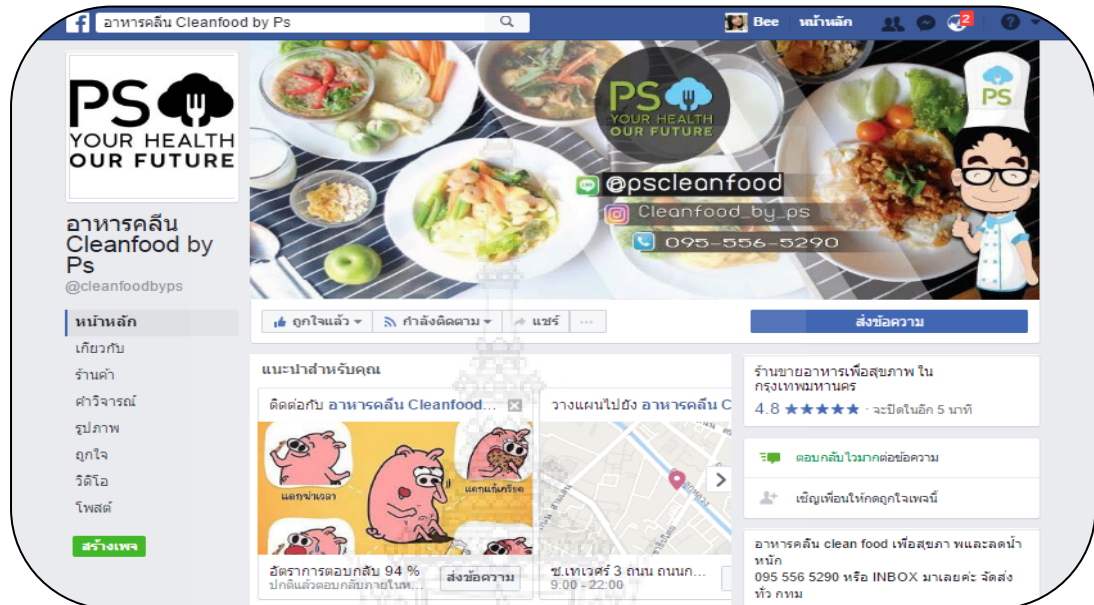 อาหารคลีน Cleanfood by Ps
Bee
หน้าหลัก
2
PS
YOUR HEALTH
OUR FUTURE
PS
YOUR HEALTH
OUR FUTURE
PS
@pscleanfood
Cleanfood_by_ps
095-556-5290
อาหารคลีน
Cleanfood by
Ps
@cleanfoodbyps
หน้าหลัก
เกี่ยวกับ
ร้านค้า
คำวิจารณ์
รูปภาพ
ถูกใจ
วิดีโอ
โพสต์
สร้างเพจ
ถูกใจแล้ว
กำลังติดตาม
แชร์
ส่งข้อความ
แนะนำสำหรับคุณ
ติดต่อกับ อาหารคลีน Cleanfood...
แดกฆ่าเวลา
แดกแก้เครียด
อัตราการตอบกลับ 94 %
ปกติแล้วตอบกลับภายในห...
ส่งข้อความ
วางแผนไปยัง อาหารคลีน C
ซ.เทเวศร์ 3 ถนน ถนนก...
9:00 - 22:00
ร้านขายอาหารเพื่อสุขภาพ ใน
กรุงเทพมหานคร
4.8 ★★★★★ · จะปิดในอีก 5 นาที
ตอบกลับไวมากต่อข้อความ
เชิญเพื่อนให้กดถูกใจเพจนี้
อาหารคลีน clean food เพื่อสุขภา พและลดน้ำ
หนัก
095 556 5290 หรือ INBOX มาเลยค่ะ จัดส่ง
ทั่ว กทม